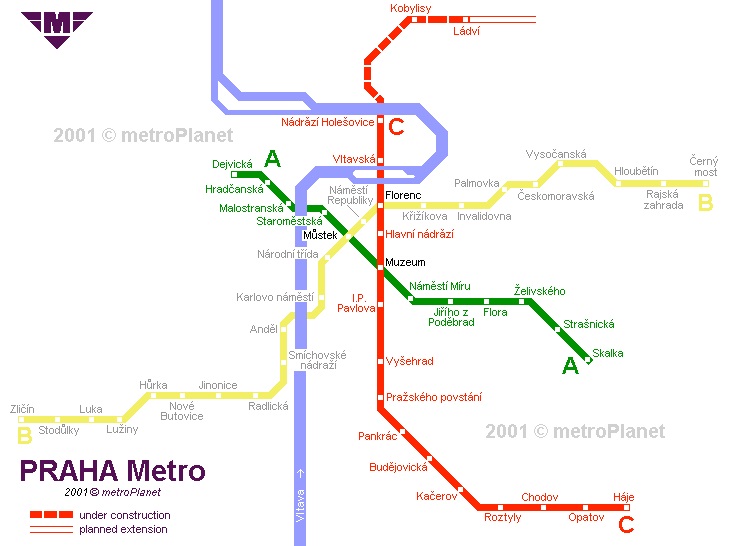 M
Kobylisy
Ládví
Nádrăzí Holešovice
C
2001 © metroPlanet
Vltavská
Dejvická
A
Hradčanská
Malostranská
Staroměstská
Náměstí
Republiky
Můstek
Florenc
Křižíkova
Invalidovna
Palmovka
Vysočanská
Českomoravská
Hloubětín
Rajská
zahrada
Černý
most
B
Hlavní nádrází
Národní třída
Muzeum
Karlovo náměstí
I.P.
Pavlova
Náměstí Míru
Jiřího z
Poděbrad
Flora
Želivského
Strašnická
Skalka
A
Anděl
Smíchovské
nádraží
Vyšehrad
Hůrka
Jinonice
Nové
Butovice
Radlická
Zličín
B
Stodůlky
Luka
Lužiny
Pražského povstání
Pankrác
2001 © metroPlanet
Budějovická
Kačerov
Roztyly
Chodov
Opatov
Háje
C
PRAHA Metro
2001 © metroPlanet
Vltava →
under construction
planned extension